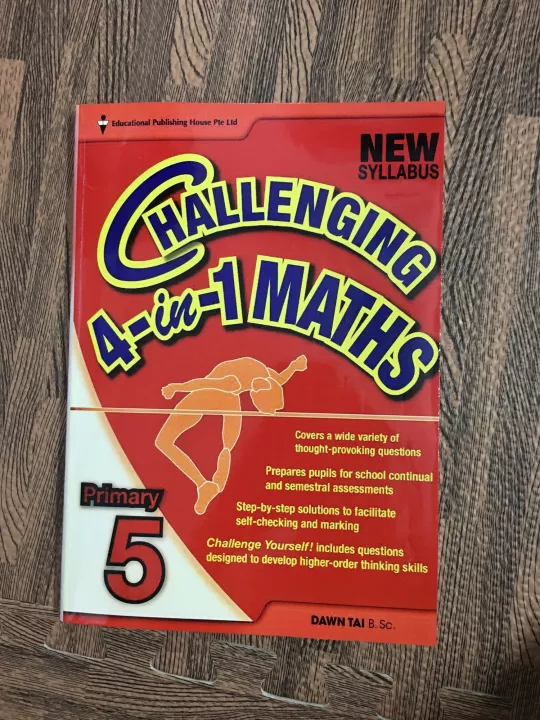 Educational Publishing House Pte Ltd
NEW
SYLLABUS
CHALLENGING
4-in-1 MATHS
Covers a wide variety of
thought-provoking questions
Prepares pupils for school continual
and semestral assessments
Step-by-step solutions to facilitate
self-checking and marking
Challenge Yourself! includes questions
designed to develop higher-order thinking skills
Primary
5
DAWN TAI B. Sc.